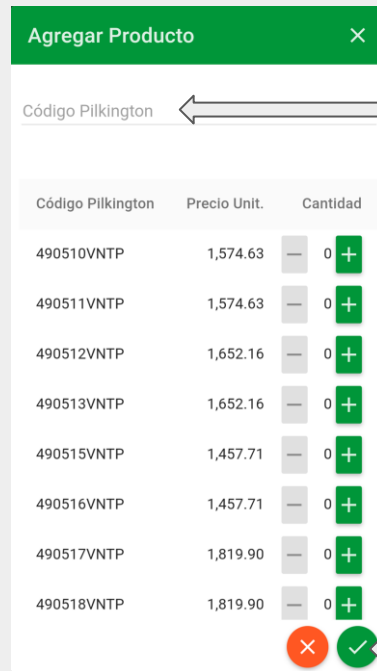 Agregar Producto
Código Pilkington
Código Pilkington Precio Unit. Cantidad
490510VNTP 1,574.63 0
490511VNTP 1,574.63 0
490512VNTP 1,652.16 0
490513VNTP 1,652.16 0
490515VNTP 1,457.71 0
490516VNTP 1,457.71 0
490517VNTP 1,819.90 0
490518VNTP 1,819.90 0